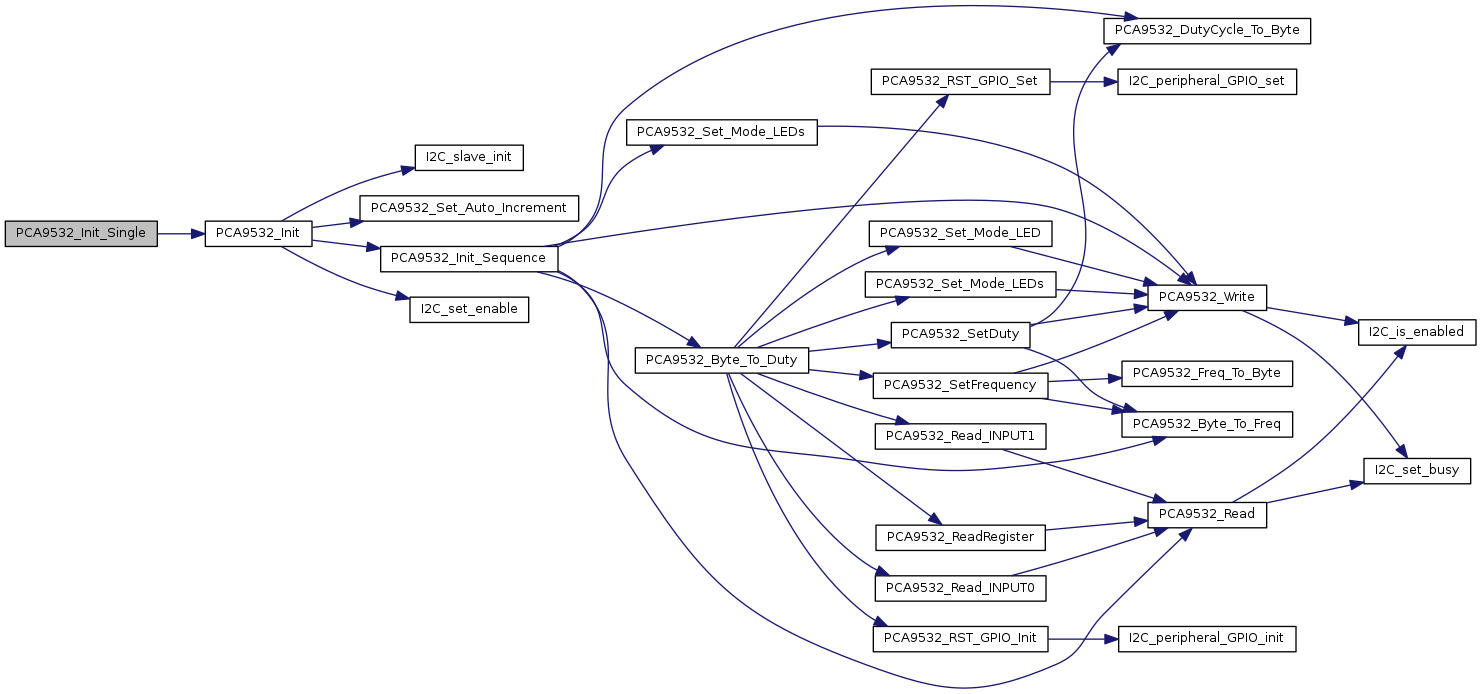 PCA9532_Init_Single
PCA9532_Init
I2C_slave_init
PCA9532_Set_Auto_Increment
PCA9532_Init_Sequence
I2C_set_enable
PCA9532_Set_Mode_LEDs
PCA9532_Byte_To_Duty
PCA9532_RST_GPIO_Set
PCA9532_Set_Mode_LED
PCA9532_Set_Mode_LEDs
PCA9532_SetDuty
PCA9532_SetFrequency
PCA9532_Read_INPUT1
PCA9532_ReadRegister
PCA9532_Read_INPUT0
PCA9532_RST_GPIO_Init
PCA9532_DutyCycle_To_Byte
I2C_peripheral_GPIO_set
PCA9532_Write
PCA9532_Freq_To_Byte
PCA9532_Byte_To_Freq
PCA9532_Read
I2C_peripheral_GPIO_init
I2C_is_enabled
I2C_set_busy